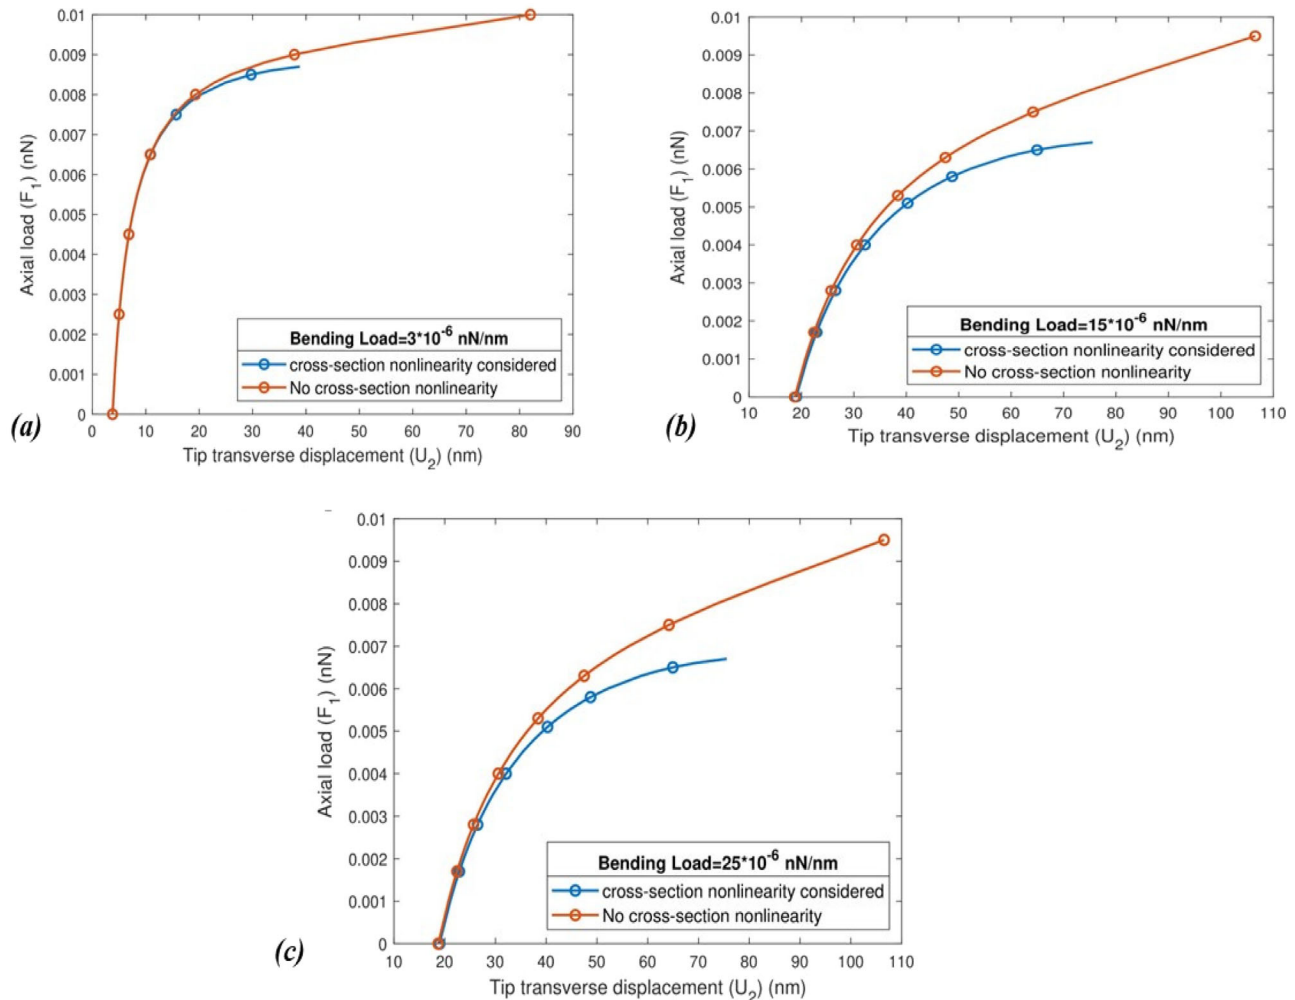 (a)
0.01
0.009
0.008
0.007
0.006
0.005
0.004
0.003
0.002
0.001
0
Axial load (F1) (nN)
Bending Load=3*10-6 nN/nm
cross-section nonlinearity considered
No cross-section nonlinearity
0 10 20 30 40 50 60 70 80 90
Tip transverse displacement (U2) (nm)
(b)
0.01
0.009
0.008
0.007
0.006
0.005
0.004
0.003
0.002
0.001
0
Axial load (F1) (nN)
Bending Load=15*10-6 nN/nm
cross-section nonlinearity considered
No cross-section nonlinearity
10 20 30 40 50 60 70 80 90 100 110
Tip transverse displacement (U2) (nm)
(c)
0.01
0.009
0.008
0.007
0.006
0.005
0.004
0.003
0.002
0.001
0
Axial load (F1) (nN)
Bending Load=25*10-6 nN/nm
cross-section nonlinearity considered
No cross-section nonlinearity
10 20 30 40 50 60 70 80 90 100 110
Tip transverse displacement (U2) (nm)